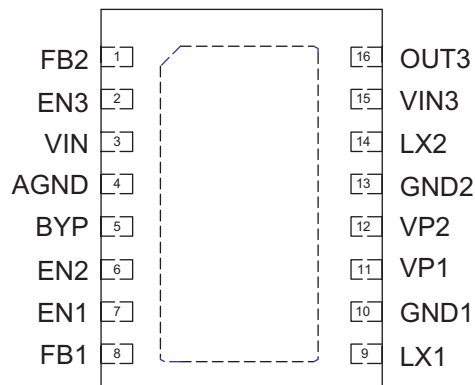 FB2 1 16 OUT3
EN3 2 15 VIN3
VIN 3 14 LX2
AGND 4 13 GND2
BYP 5 12 VP2
EN2 6 11 VP1
EN1 7 10 GND1
FB1 8 9 LX1